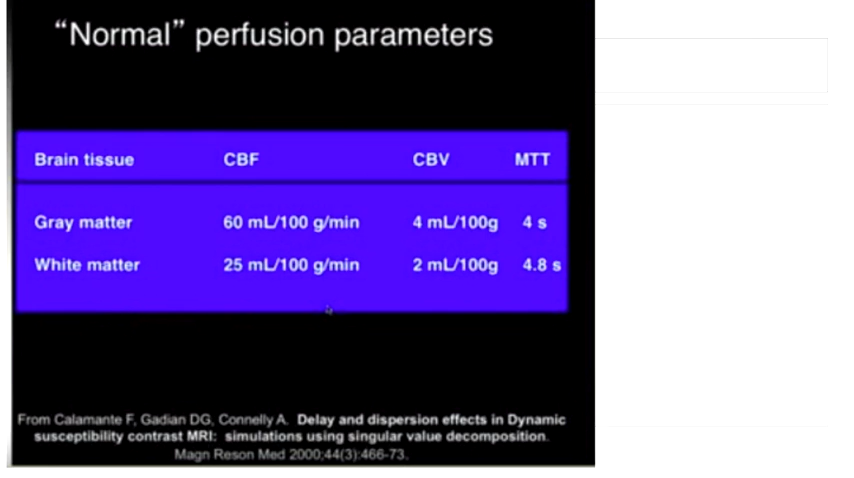 “Normal” perfusion parameters
Brain tissue CBF CBV MTT
Gray matter 60 mL/100 g/min 4 mL/100g 4 s
White matter 25 mL/100 g/min 2 mL/100g 4.8 s
From Calamante F, Gadian DG, Connelly A. Delay and dispersion effects in Dynamic
susceptibility contrast MRI: simulations using singular value decomposition.
Magn Reson Med 2000;44(3):466-73.